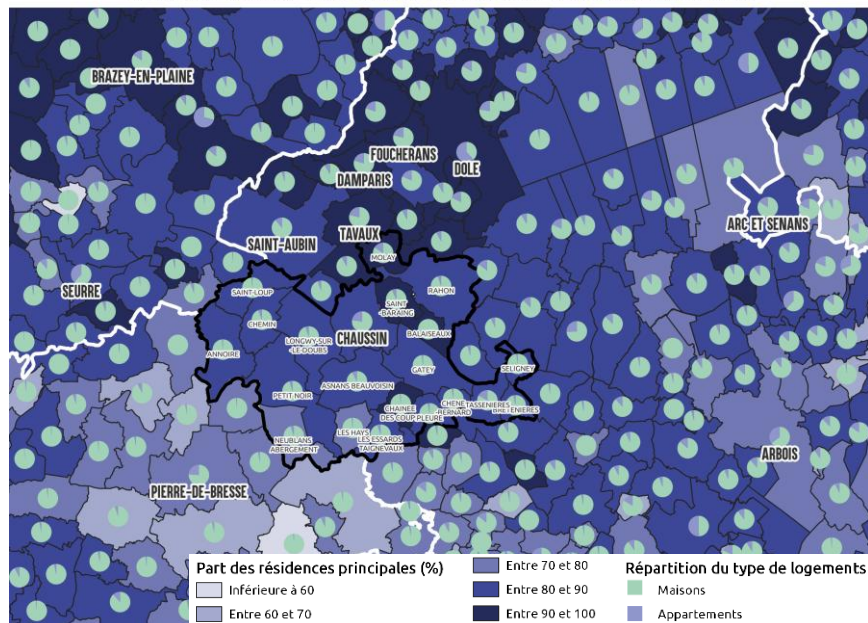 BRAZEY-EN-PLAINE
FOUCHERANS
DOLE
DAMPARIS
ARC ET SENANS
TAVAUX
SAINT-AUBIN
MOLAY
SEURRE
SAINT-LOUP
RAHON
SAINT
BARAING
CHEMIN
CHAUSSIN
BALAISEAUX
LONGWY-SUR
-LE-DOURS
ANNOIRE
GATEY
SELIGNEY
ASNANS BEAUVOISIN
PETIT NOIR
CHAINEE
DES COUPIS
PLEURE
CHENE
-BERNARD
TASSENIERES
BRETENIERES
NEUBLANS
ABERGEMENT
LES HAYS
LES ESSARDS
TAIGNEVAUX
ARBOIS
PIERRE-DE-BRESSE
Part des résidences principales (%)
Inférieure à 60
Entre 60 et 70
Entre 70 et 80
Entre 80 et 90
Entre 90 et 100
Répartition du type de logements
Maisons
Appartements